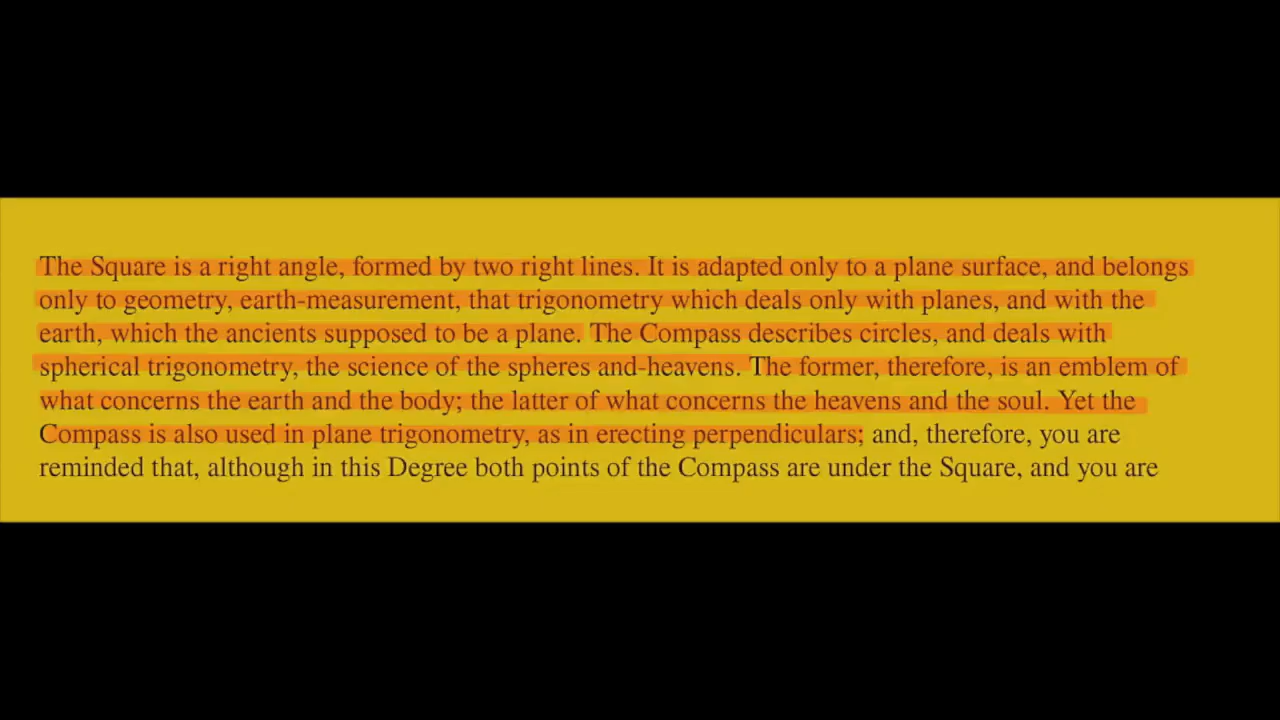 The Square is a right angle, formed by two right lines. It is adapted only to a plane surface, and belongs
only to geometry, earth-measurement, that trigonometry which deals only with planes, and with the
earth, which the ancients supposed to be a plane. The Compass describes circles, and deals with
spherical trigonometry, the science of the spheres and-heavens. The former, therefore, is an emblem of
what concerns the earth and the body; the latter of what concerns the heavens and the soul. Yet the
Compass is also used in plane trigonometry, as in erecting perpendiculars; and, therefore, you are
reminded that, although in this Degree both points of the Compass are under the Square, and you are